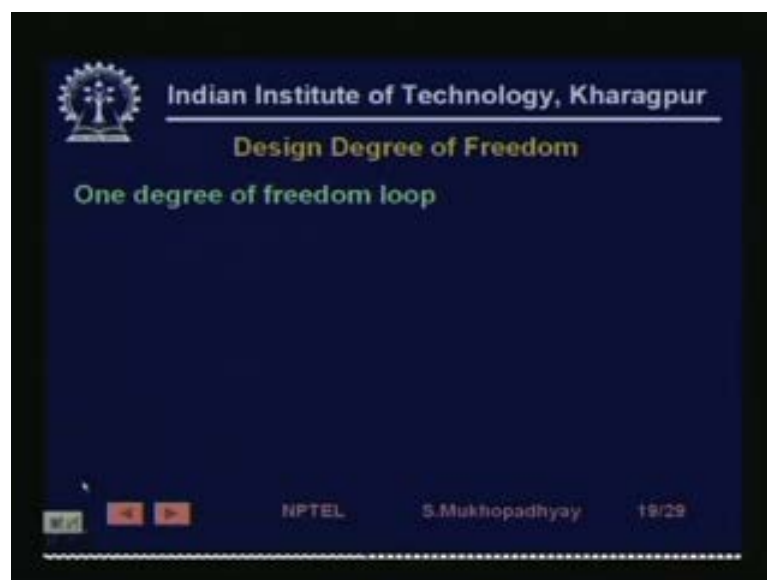 Indian Institute of Technology, Kharagpur
Design Degree of Freedom
One degree of freedom loop
NPTEL S.Mukhopadhyay 19/29